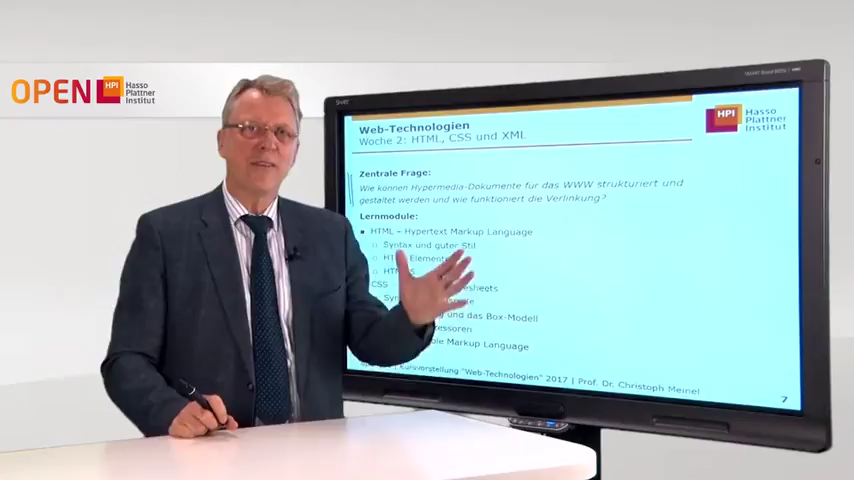 OPEN HPI Hasso
Plattner
Institut
SMART
Web-Technologien
Woche 2: HTML, CSS und XML
HPI Hasso
Plattner
Institut
Zentrale Frage:
Wie können Hypermedia-Dokumente für das WWW strukturiert und
gestaltet werden und wie funktioniert die Verlinkung?
Lernmodule:
HTML – Hypertext Markup Language
Syntax und guter Stil
HTML Elemente
CSS
und das Box-Modell
Markup Language
Kursvorstellung "Web-Technologien" 2017 | Prof. Dr. Christoph Meinel
7